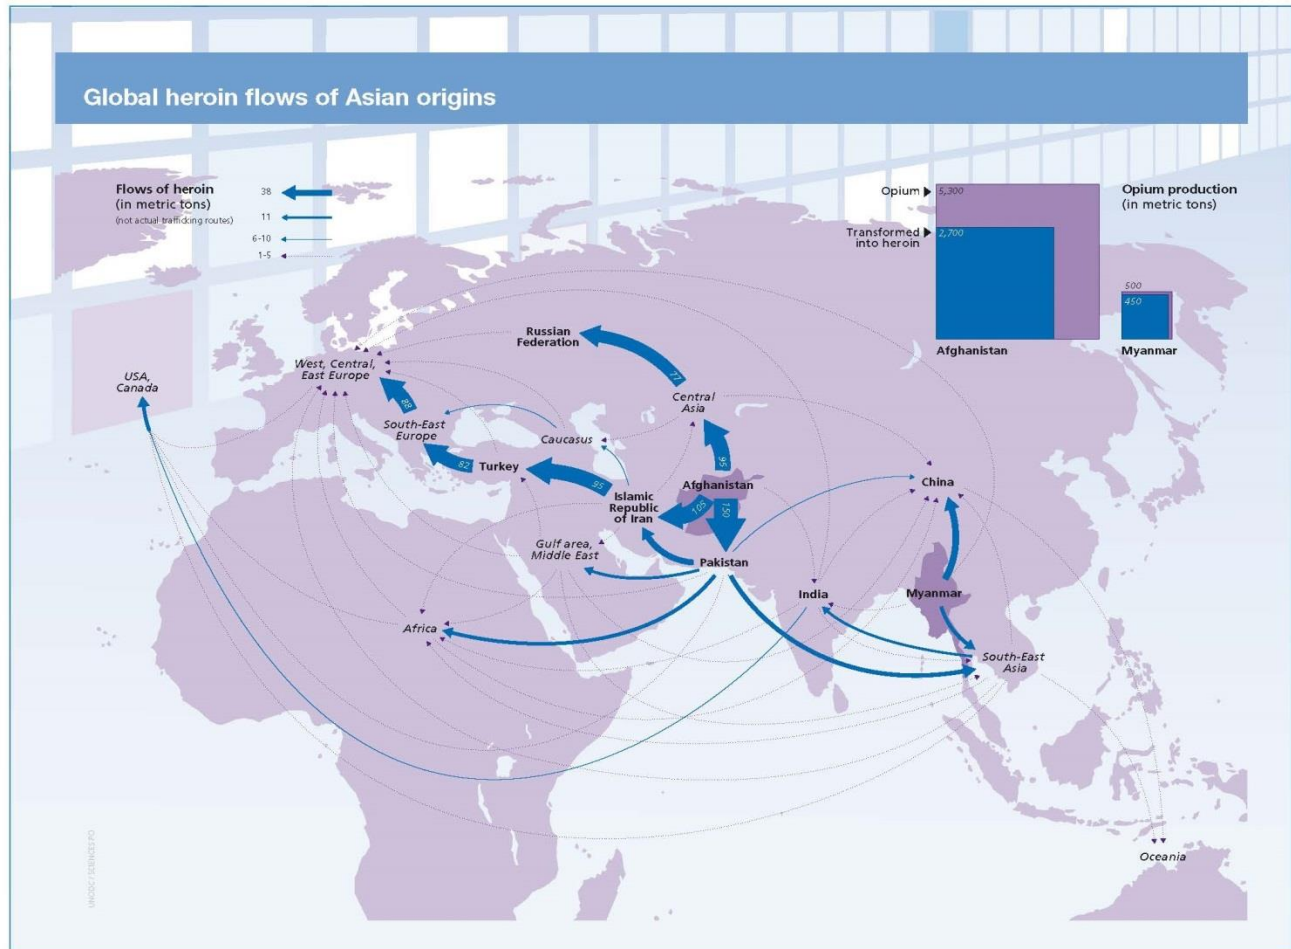 Global heroin flows of Asian origins
Flows of heroin
(in metric tons)
(not actual trafficking routes)
38
11
6-10
1-5
Opium
5,300
Transformed
into heroin
2,700
Afghanistan
Opium production
(in metric tons)
500
450
Myanmar
USA,
Canada
West, Central,
East Europe
88
South-East
Europe
82
Turkey
95
Russian
Federation
77
Central
Asia
95
Caucasus
Islamic
Republic
of Iran
Afghanistan
105
150
Gulf area,
Middle East
Pakistan
Africa
India
China
Myanmar
South-East
Asia
Oceania
UNODC / SCIENCES PO